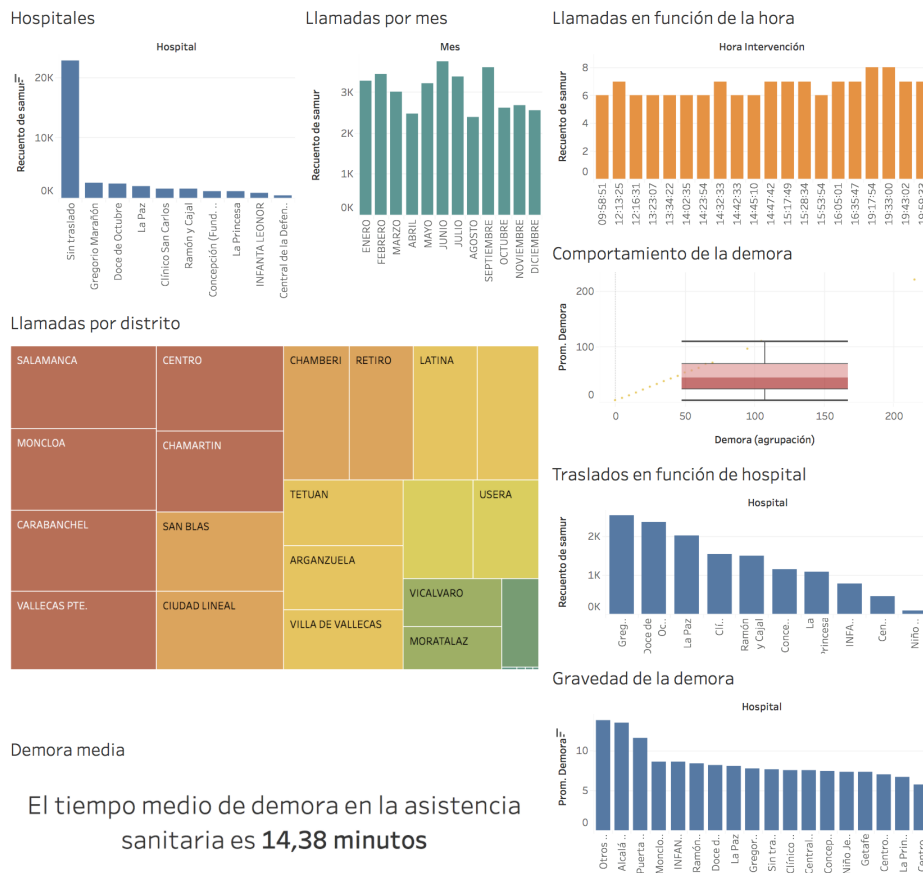 Hospitales
Hospital
Recuento de samur
20K
10K
0K
Sin traslado
Gregorio Marañón
Doce de Octubre
La Paz
Clínico San Carlos
Ramón y Cajal
Concepción (Fund. ..
La Princesa
INFANTA LEONOR
Central de la Defen..
Llamadas por mes
Mes
Recuento de samur
3K
2K
1K
0K
ENERO
FEBRERO
MARZO
ABRIL
MAYO
JUNIO
JULIO
AGOSTO
SEPTIEMBRE
OCTUBRE
NOVIEMBRE
DICIEMBRE
Llamadas en función de la hora
Hora Intervención
Recuento de samur
8
6
4
2
0
09:58:51
12:13:25
12:16:31
13:23:07
13:34:22
14:02:35
14:23:54
14:32:33
14:42:33
14:45:10
14:47:42
15:17:49
15:28:34
15:53:54
16:05:01
16:35:47
19:17:54
19:33:00
19:43:02
19:59:33
Comportamiento de la demora
Prom. Demora
200
100
0
0
50
100
150
200
Demora (agrupación)
Llamadas por distrito
SALAMANCA
CENTRO
CHAMBERI
RETIRO
LATINA
MONCLOA
CHAMARTIN
TETUAN
USERA
CARABANCHEL
SAN BLAS
ARGANZUELA
VICALVARO
VALLECAS PTE.
CIUDAD LINEAL
VILLA DE VALLECAS
MORATALAZ
Traslados en función de hospital
Hospital
Recuento de samur
2K
1K
0K
Greg..
Doce de
Oc..
La Paz
Clí..
Ramón
y Cajal
Conce..
La
Princesa
INFA..
Cen..
Niño ..
Gravedad de la demora
Hospital
Prom. Demora
10
5
0
Otros ..
Alcalá
Puerta ..
Monclo..
INFAN..
Ramón..
Doce d..
La Paz
Gregor..
Sin tra..
Clínico ..
Central..
Concep..
Niño Je..
Getafe
Centro..
La Prin..
Centro
Demora media
El tiempo medio de demora en la asistencia
sanitaria es 14,38 minutos